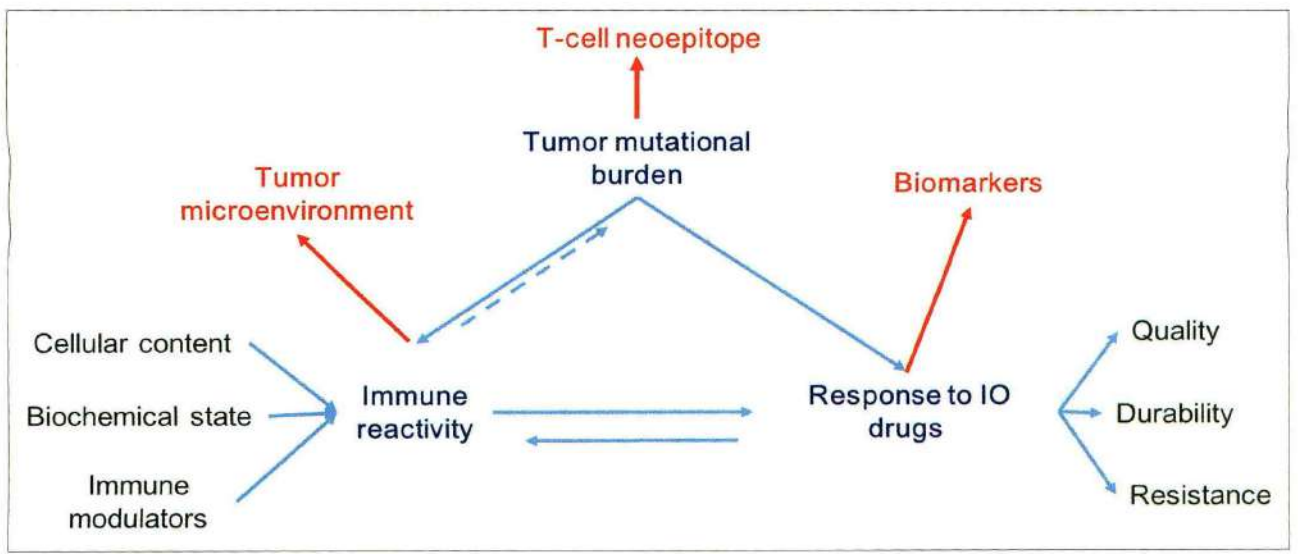 T-cell neoepitope
Tumor mutational
burden
Tumor
microenvironment
Biomarkers
Cellular content
Biochemical state
Immune
modulators
Immune
reactivity
Response to IO
drugs
Quality
Durability
Resistance